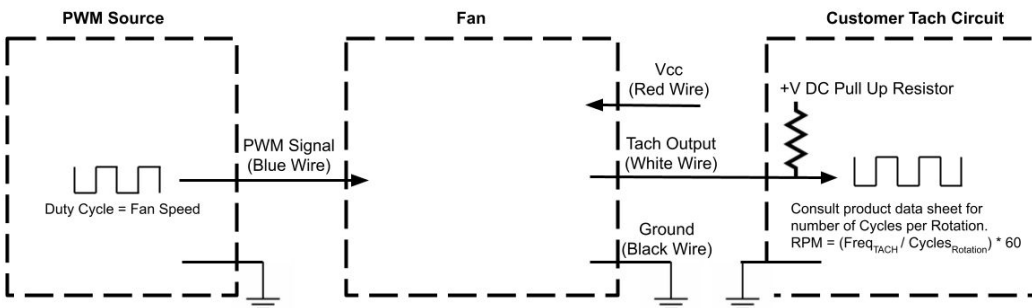 PWM Source
Fan
Customer Tach Circuit
Vcc
(Red Wire)
+V DC Pull Up Resistor
PWM Signal
(Blue Wire)
Tach Output
(White Wire)
Duty Cycle = Fan Speed
Consult product data sheet for
number of Cycles per Rotation.
RPM = (FreqTACH / CyclesRotation) * 60
Ground
(Black Wire)